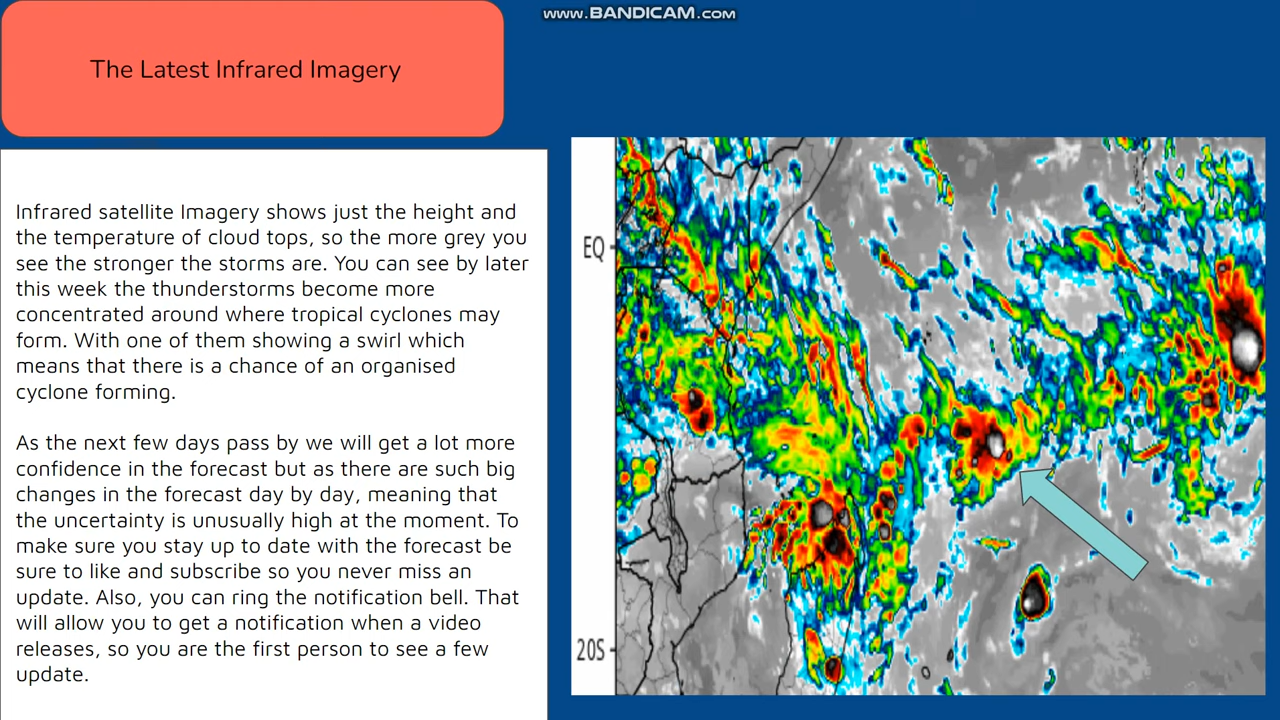 www.BANDICAM.com
The Latest Infrared Imagery
Infrared satellite Imagery shows just the height and
the temperature of cloud tops, so the more grey you
see the stronger the storms are. You can see by later
this week the thunderstorms become more
concentrated around where tropical cyclones may
form. With one of them showing a swirl which
means that there is a chance of an organised
cyclone forming.
As the next few days pass by we will get a lot more
confidence in the forecast but as there are such big
changes in the forecast day by day, meaning that
the uncertainty is unusually high at the moment. To
make sure you stay up to date with the forecast be
sure to like and subscribe so you never miss an
update. Also, you can ring the notification bell. That
will allow you to get a notification when a video
releases, so you are the first person to see a few
update.
EQ
20S